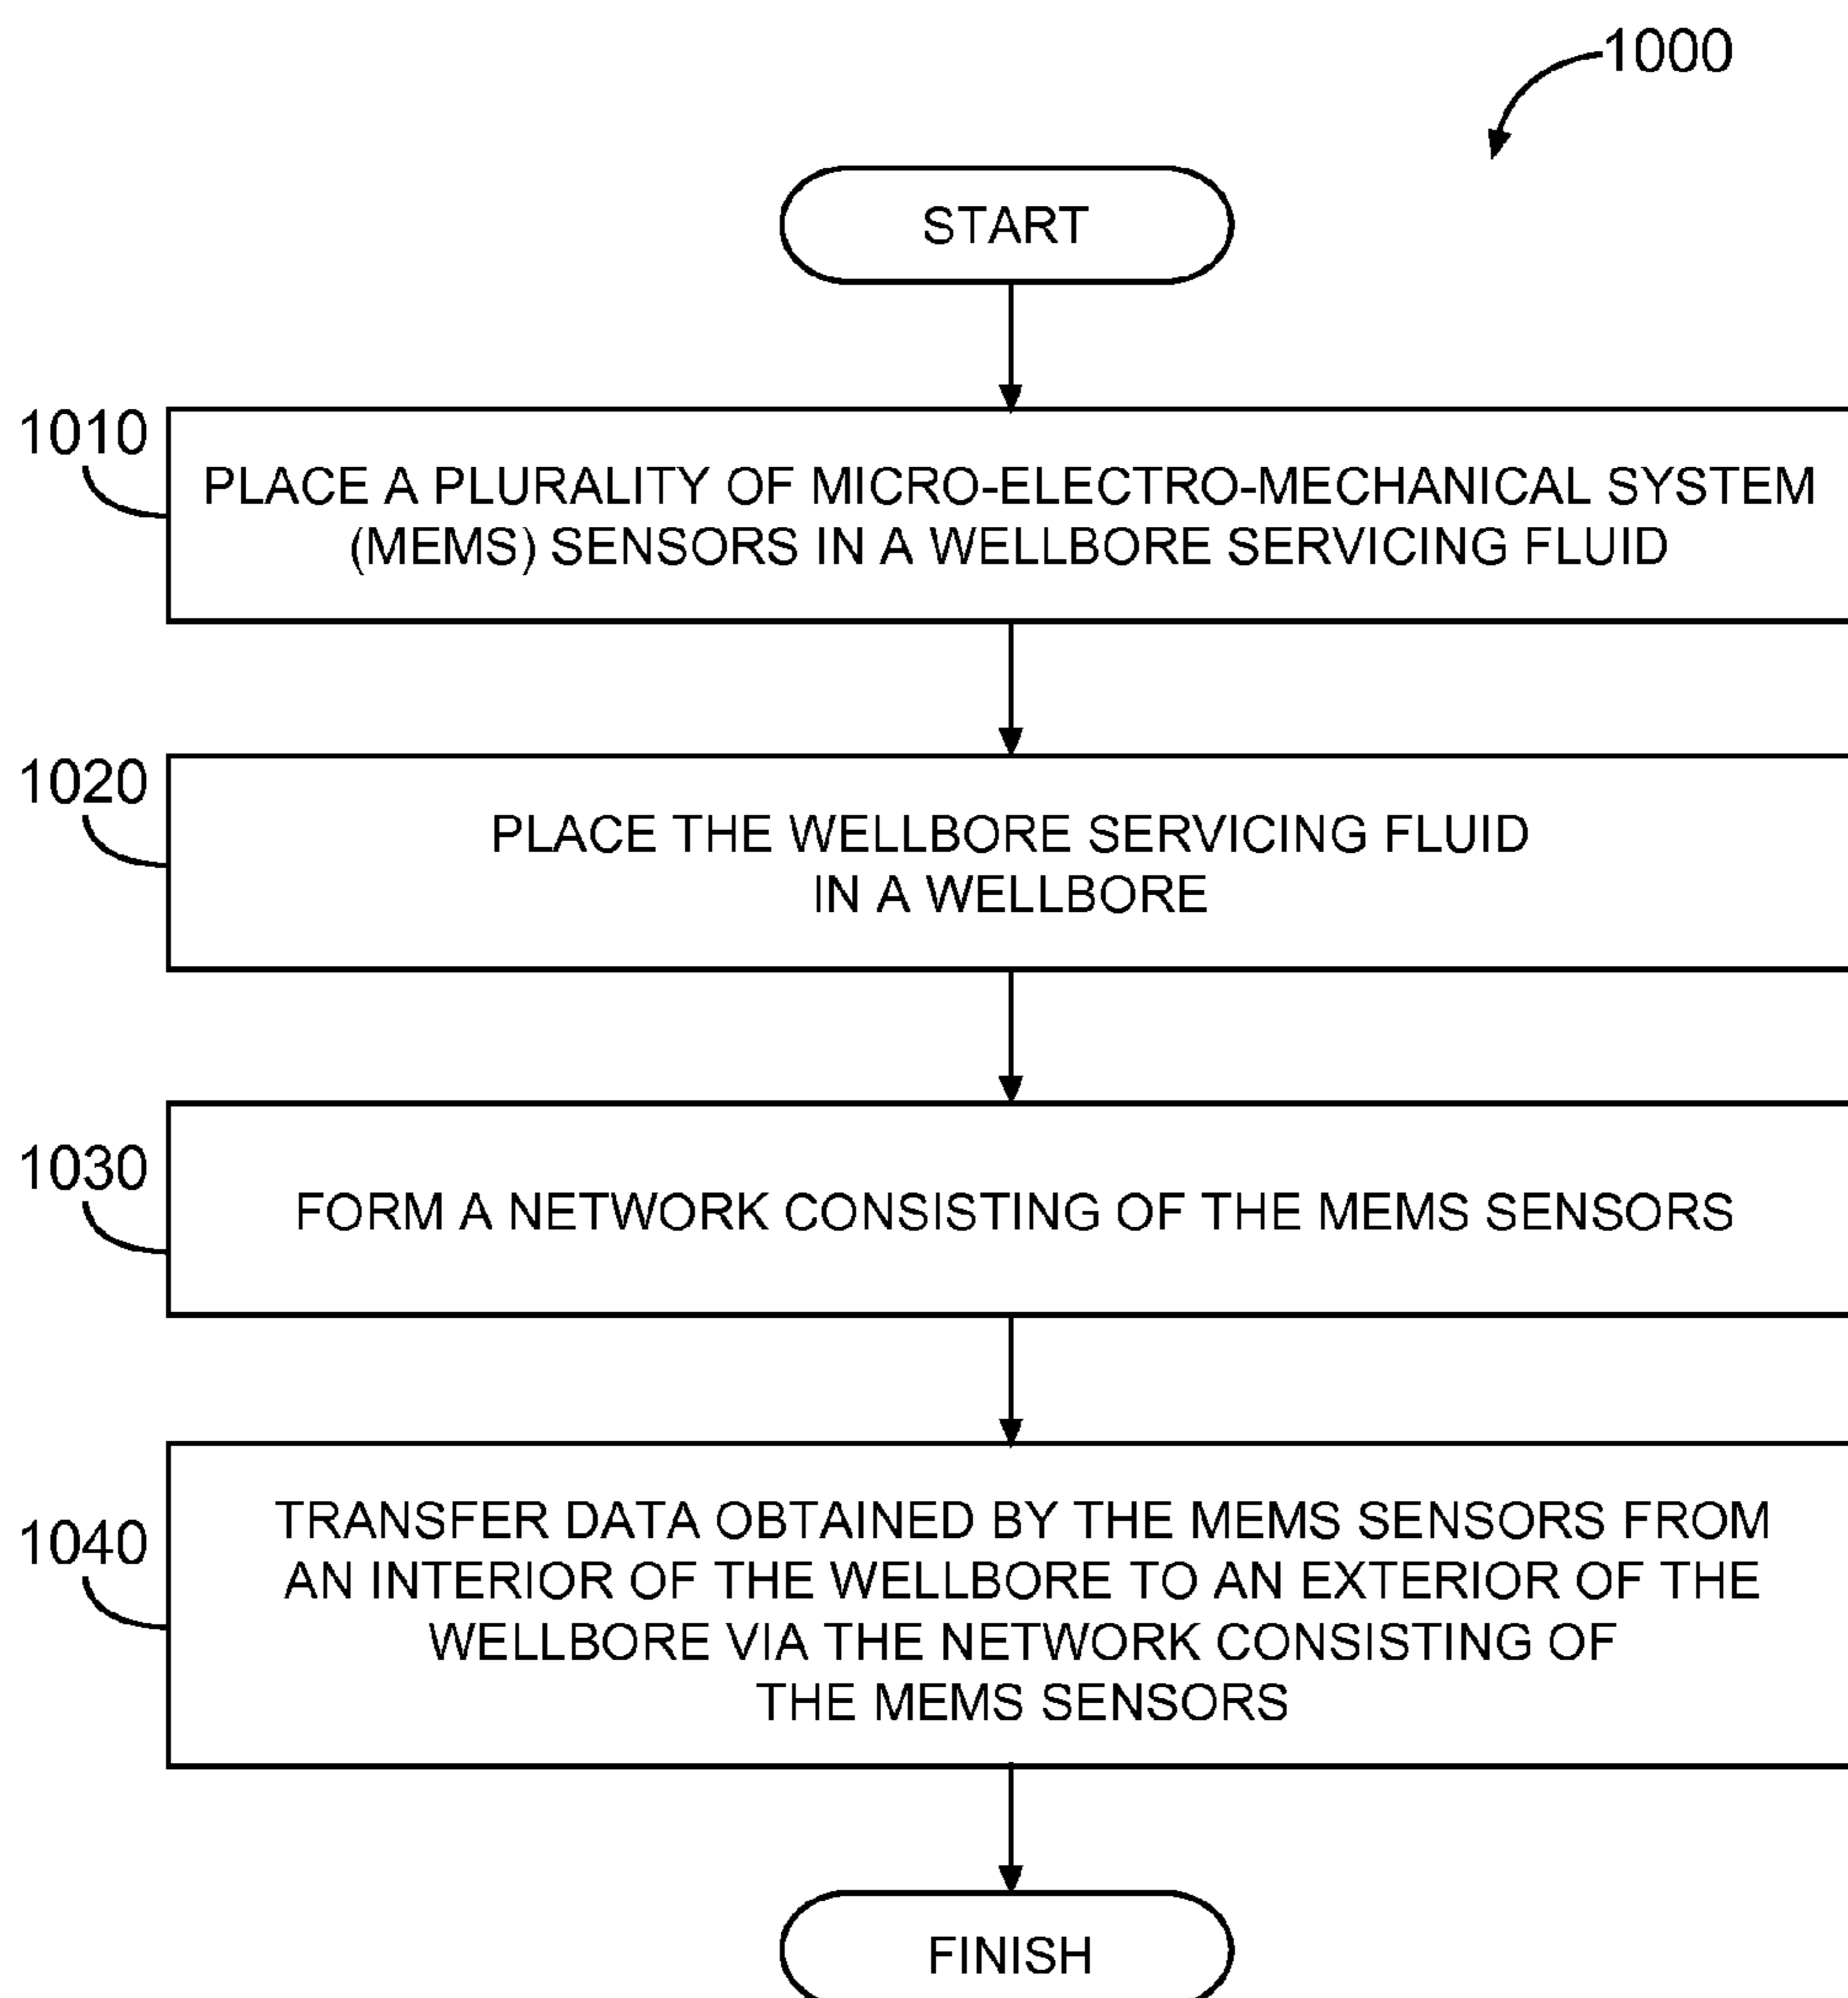 1000
START
1010
PLACE A PLURALITY OF MICRO-ELECTRO-MECHANICAL SYSTEM
(MEMS) SENSORS IN A WELLBORE SERVICING FLUID
1020
PLACE THE WELLBORE SERVICING FLUID
IN A WELLBORE
1030
FORM A NETWORK CONSISTING OF THE MEMS SENSORS
1040
TRANSFER DATA OBTAINED BY THE MEMS SENSORS FROM
AN INTERIOR OF THE WELLBORE TO AN EXTERIOR OF THE
WELLBORE VIA THE NETWORK CONSISTING OF
THE MEMS SENSORS
FINISH